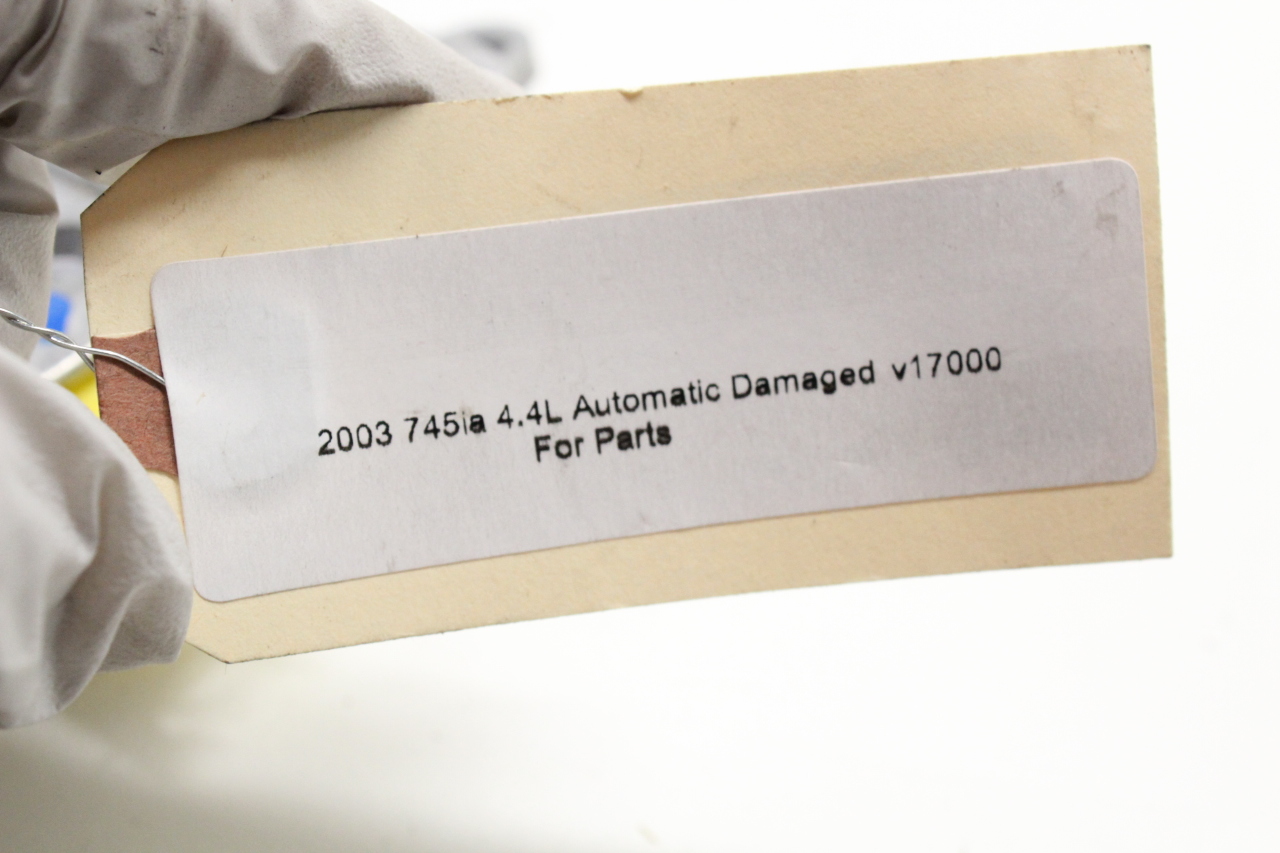 2003 745ia 4.4L Automatic Damaged v17000
For Parts